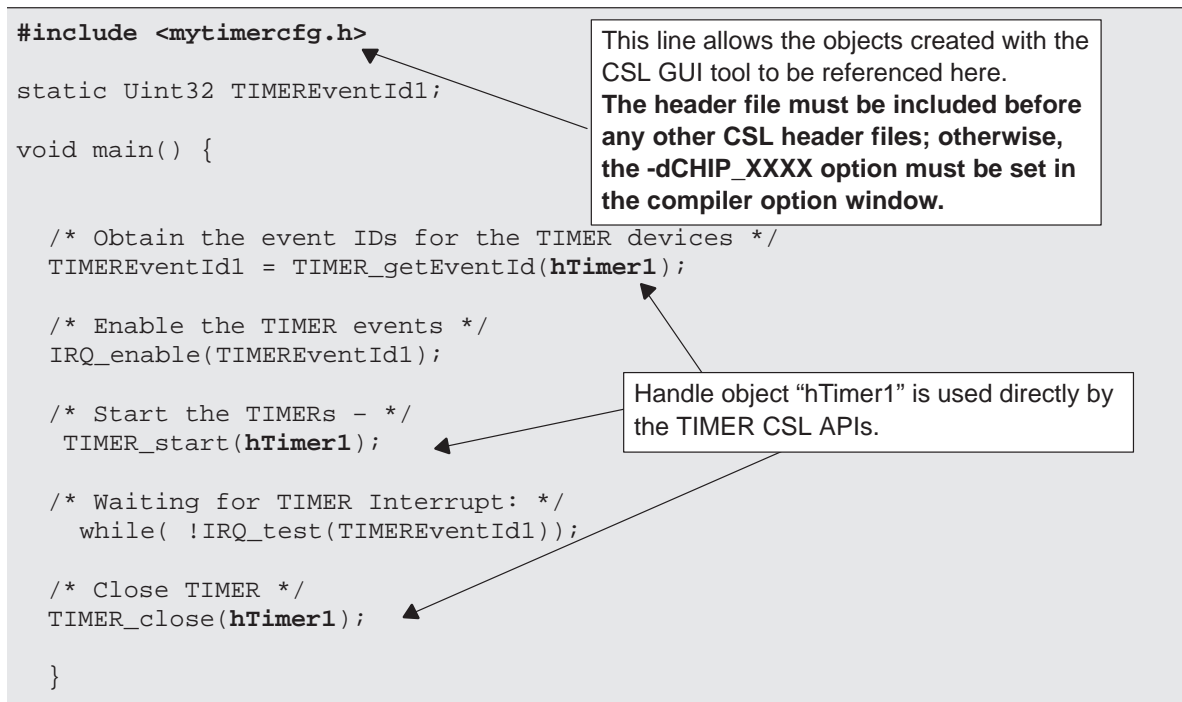 #include <mytimercfg.h>
This line allows the objects created with the
CSL GUI tool to be referenced here.
The header file must be included before
any other CSL header files; otherwise,
the -dCHIP_XXXX option must be set in
the compiler option window.
static Uint32 TIMEREventId1;
void main() {
/* Obtain the event IDs for the TIMER devices */
TIMEREventId1 = TIMER_getEventId(hTimer1);
/* Enable the TIMER events */
IRQ_enable(TIMEREventId1);
Handle object “hTimer1” is used directly by
the TIMER CSL APIs.
/* Start the TIMERs – */
TIMER_start(hTimer1);
/* Waiting for TIMER Interrupt: */
while( !IRQ_test(TIMEREventId1));
/* Close TIMER */
TIMER_close(hTimer1);
}